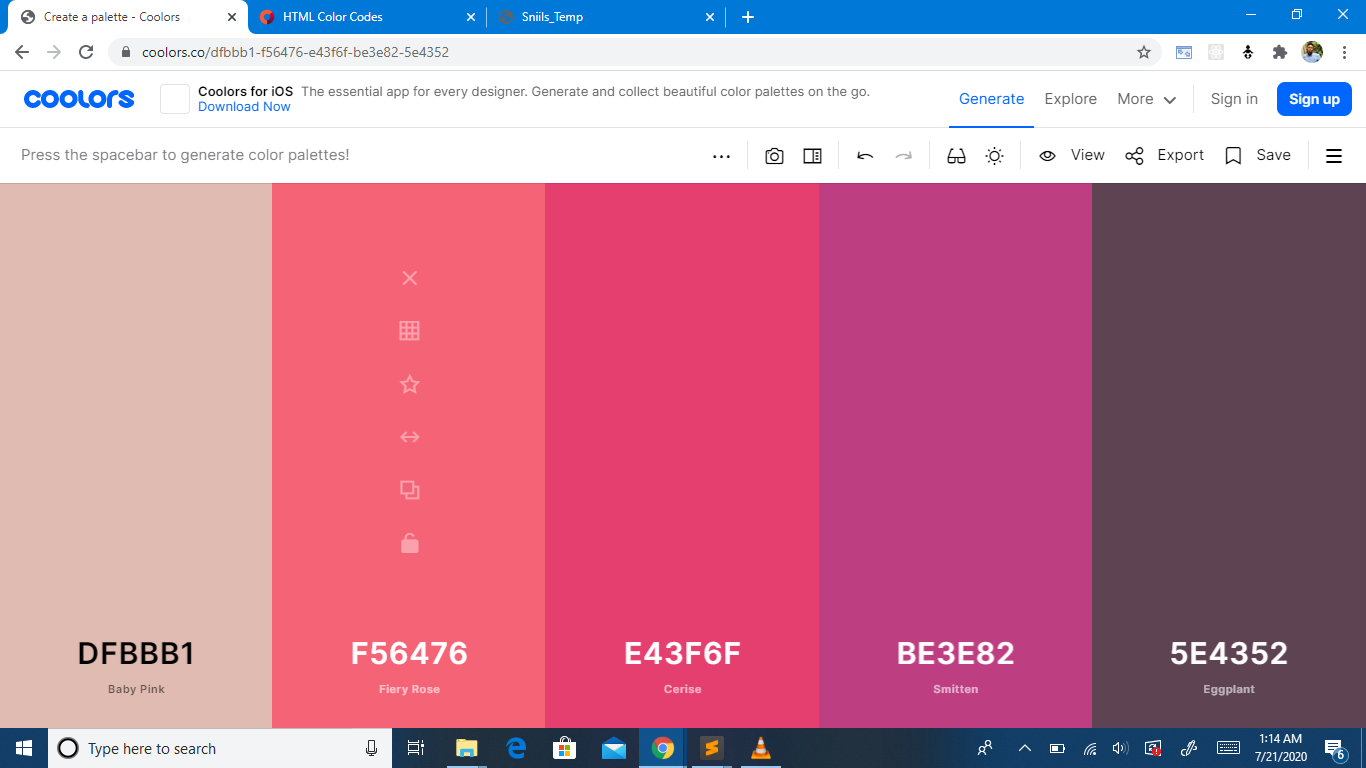 Create a palette - Coolors
HTML Color Codes
Sniils_Temp
coolors.co/dfbbb1-f56476-e43f6f-be3e82-5e4352
coolors
Coolors for iOS The essential app for every designer. Generate and collect beautiful color palettes on the go.
Download Now
Generate
Explore
More
Sign in
Sign up
Press the spacebar to generate color palettes!
View
Export
Save
DFBBB1
Baby Pink
F56476
Fiery Rose
E43F6F
Cerise
BE3E82
Smitten
5E4352
Eggplant
Type here to search
1:14 AM
7/21/2020
6